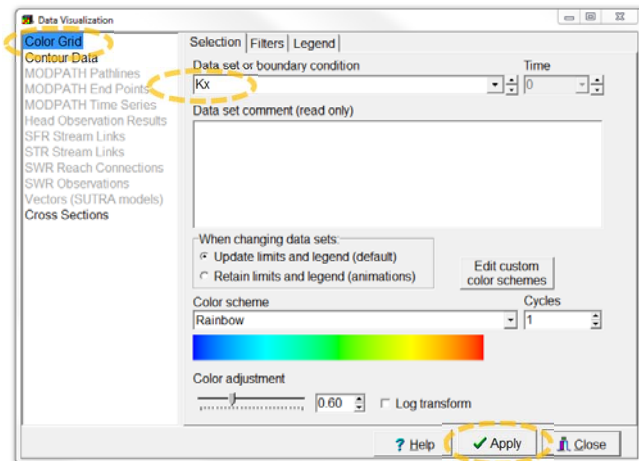 Data Visualization
Color Grid
Contour Data
MODPATH Pathlines
MODPATH End Points
MODPATH Time Series
Head Observation Results
SFR Stream Links
STR Stream Links
SWR Reach Connections
SWR Observations
Vectors (SUTRA models)
Cross Sections
Selection Filters Legend
Data set or boundary condition Time
Kx 0
Data set comment (read only)
When changing data sets:
Update limits and legend (default)
Retain limits and legend (animations)
Edit custom
color schemes
Color scheme Cycles
Rainbow 1
Color adjustment
0.60 Log transform
? Help Apply Close